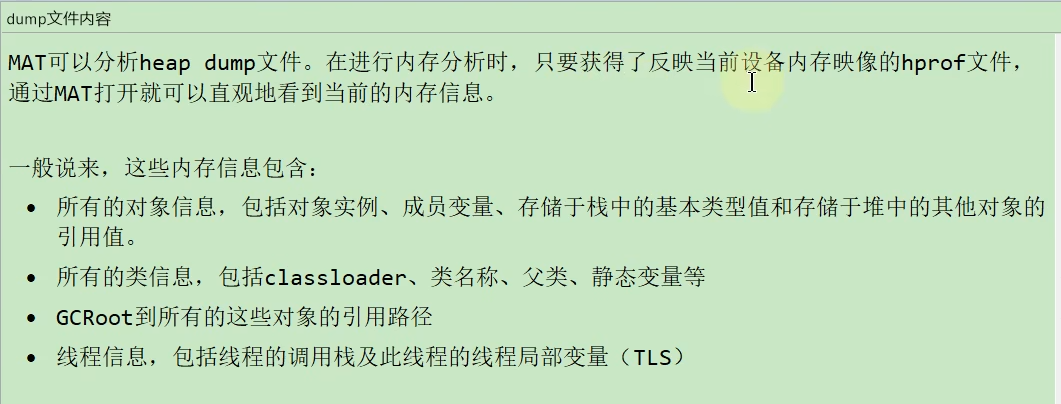 dump文件内容
MAT可以分析heap dump文件。在进行内存分析时，只要获得了反映当前设备内存映像的hprof文件，
通过MAT打开就可以直观地看到当前的内存信息。
一般说来，这些内存信息包含：
• 所有的对象信息，包括对象实例、成员变量、存储于栈中的基本类型值和存储于堆中的其他对象的
引用值。
• 所有的类信息，包括classloader、类名称、父类、静态变量等
• GCRoot到所有的这些对象的引用路径
• 线程信息，包括线程的调用栈及此线程的线程局部变量（TLS）